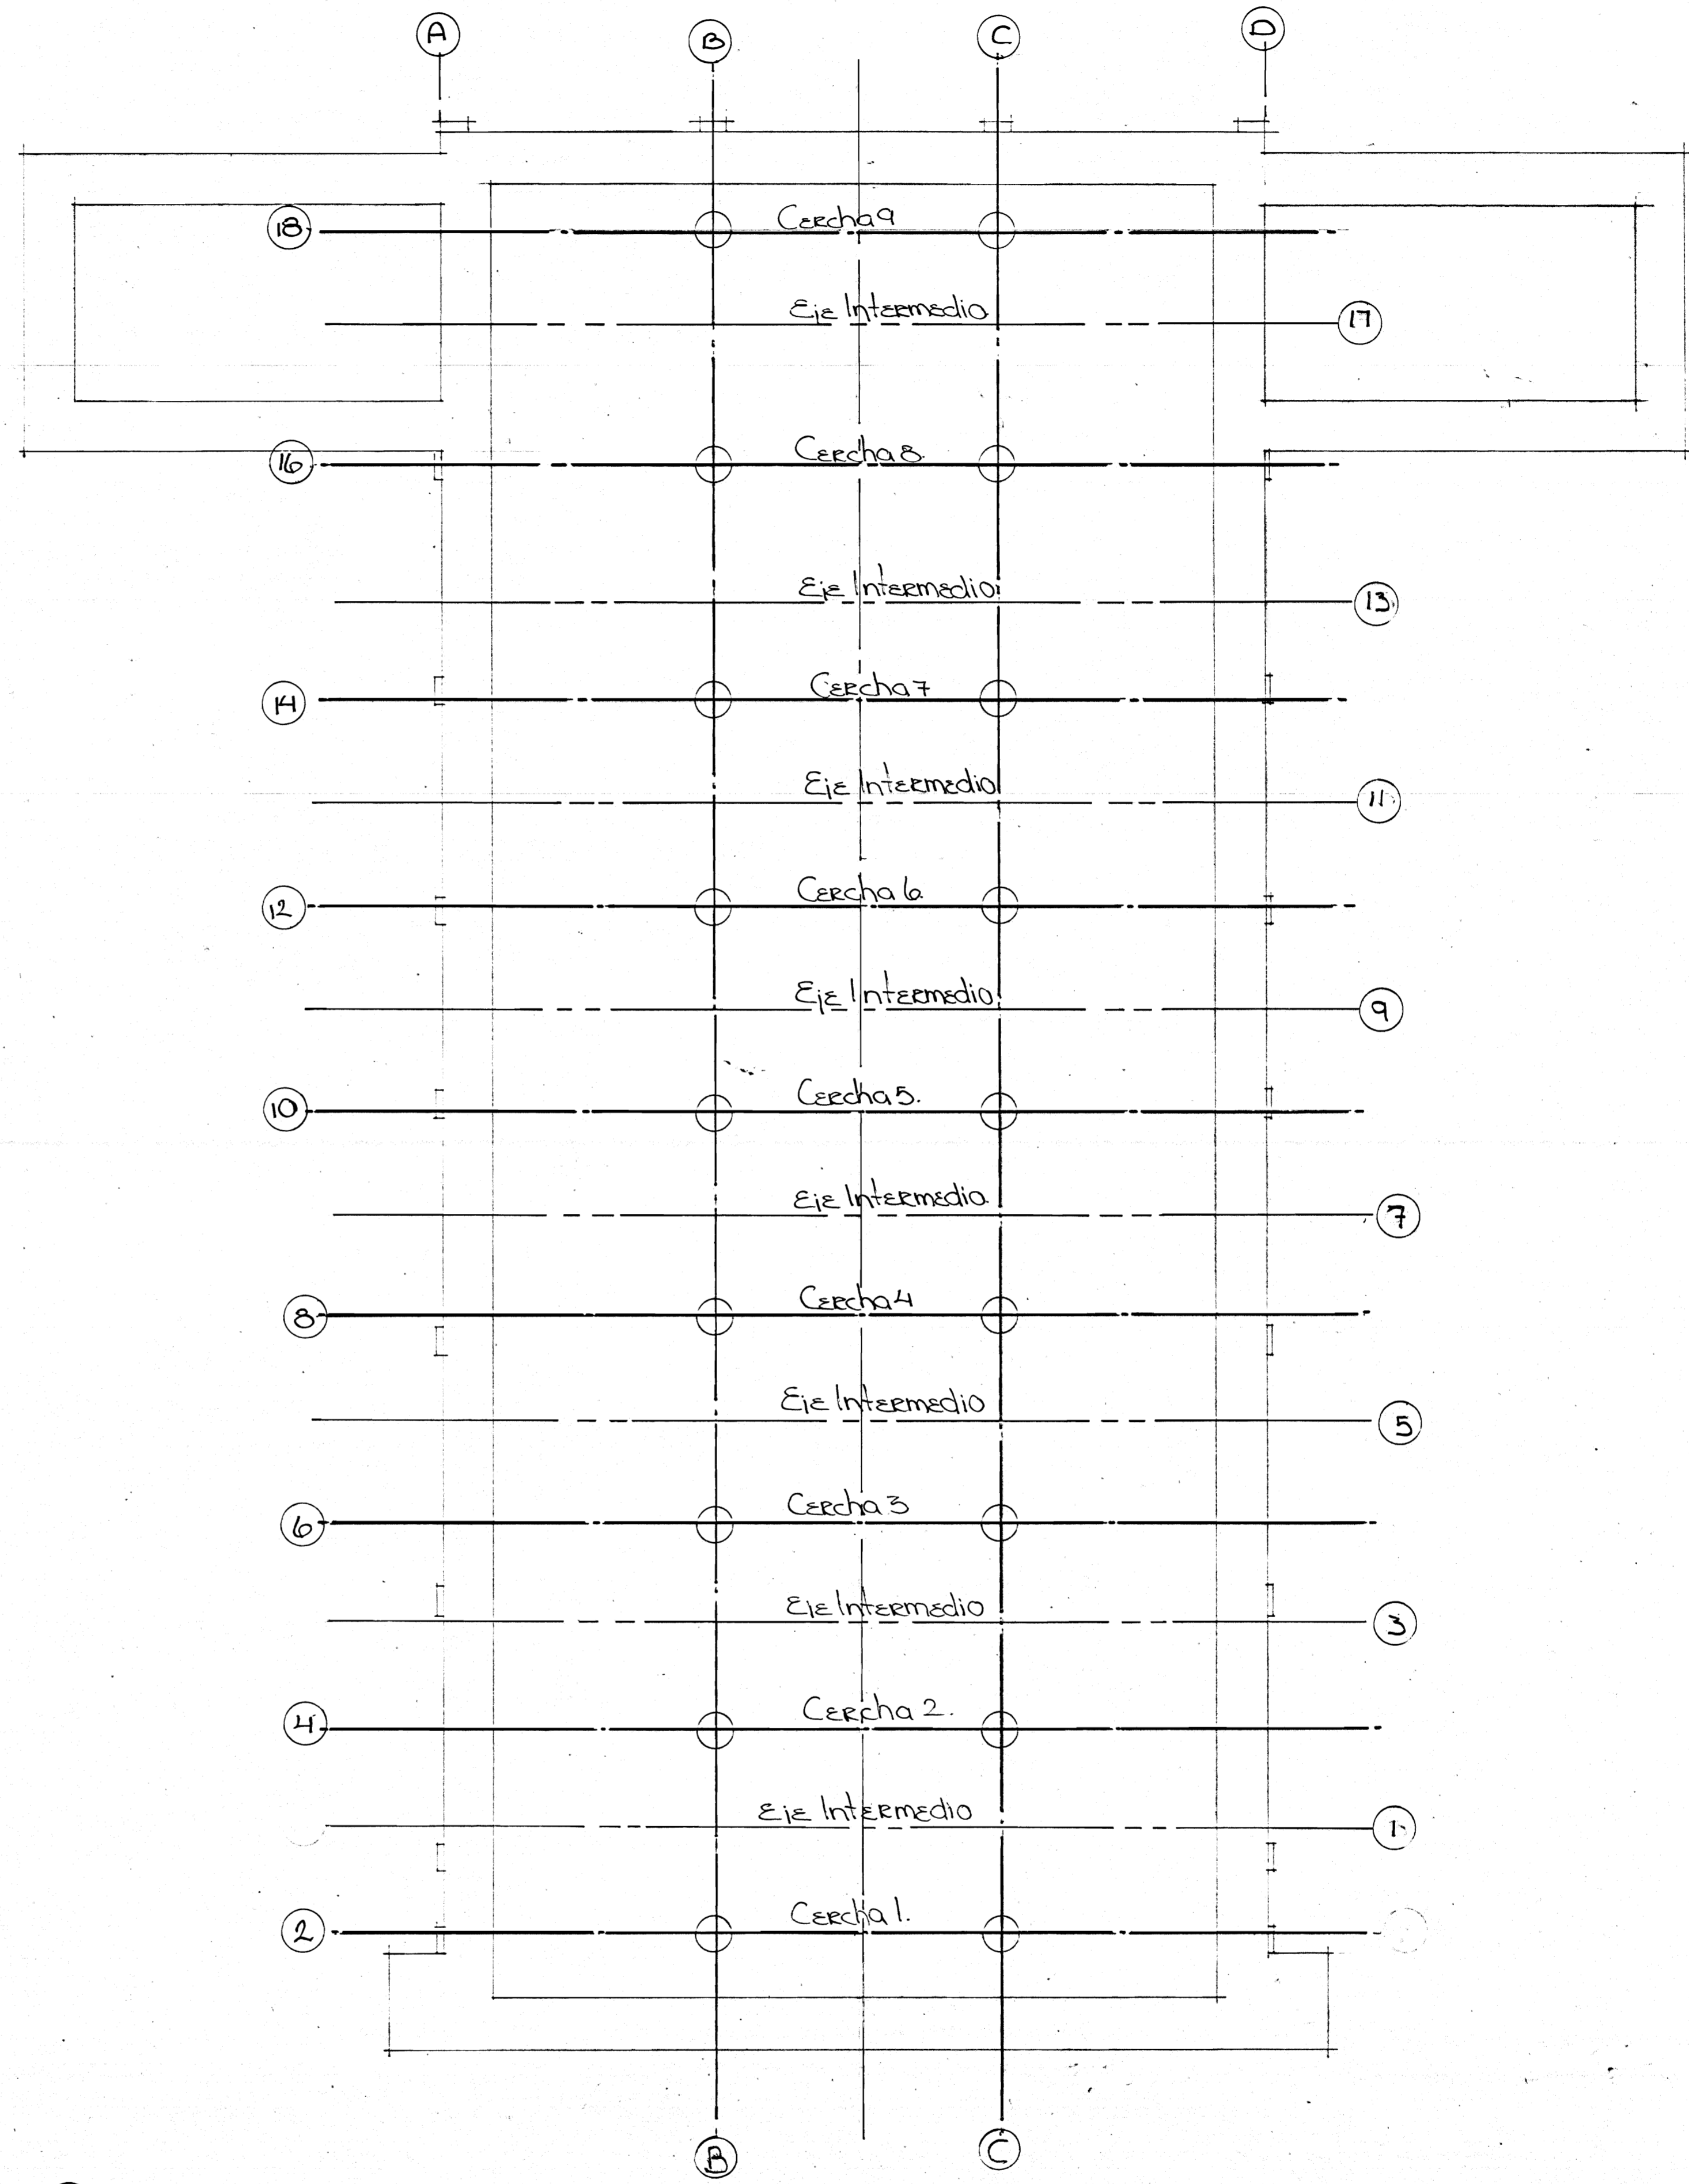 A B C D
Cercha 9
18
Eje Intermedio
17
Cercha 8.
16
Eje Intermedio
13
Cercha 7
14
Eje Intermedio
11
Cercha 6.
12
Eje Intermedio
9
Cercha 5.
10
Eje Intermedio.
7
Cercha 4
8
Eje Intermedio
5
Cercha 3
6
Eje Intermedio
3
Cercha 2.
4
Eje Intermedio
1
Cercha 1.
2
B C